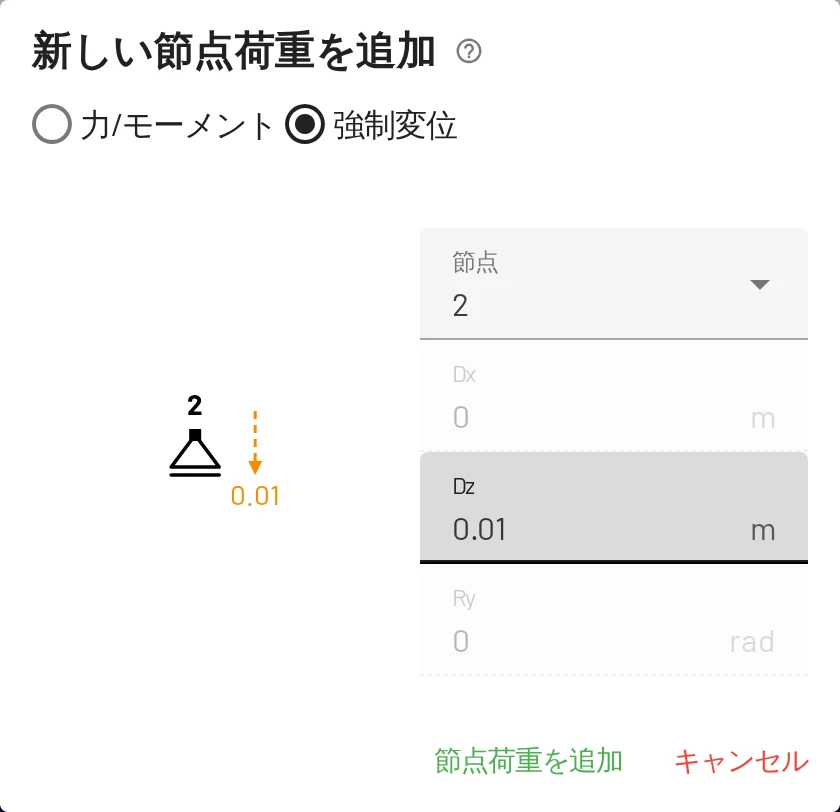 新しい節点荷重を追加
力/モーメント 強制変位
節点
2
Dx
0 m
2
0.01
Dz
0.01 m
Ry
0 rad
節点荷重を追加 キャンセル